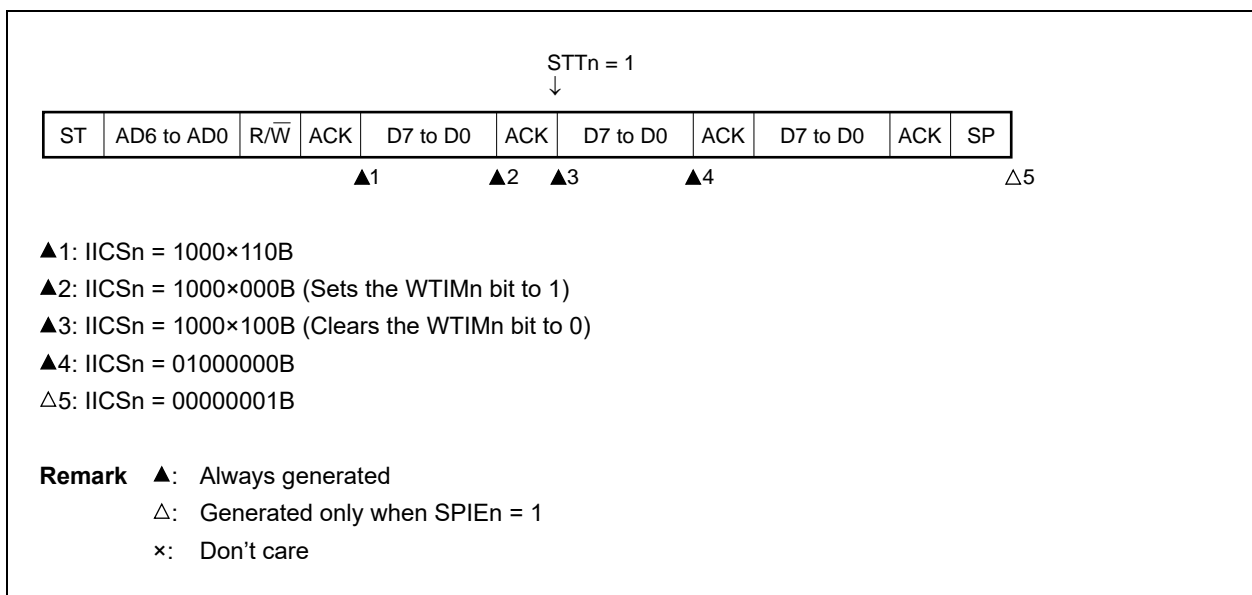 STTn = 1
↓
ST AD6 to AD0 R/W̅ ACK D7 to D0 ACK D7 to D0 ACK D7 to D0 ACK SP
▲1 ▲2 ▲3 ▲4 △5
▲1: IICSn = 1000×110B
▲2: IICSn = 1000×000B (Sets the WTIMn bit to 1)
▲3: IICSn = 1000×100B (Clears the WTIMn bit to 0)
▲4: IICSn = 01000000B
△5: IICSn = 00000001B
Remark ▲: Always generated
△: Generated only when SPIEn = 1
×: Don’t care